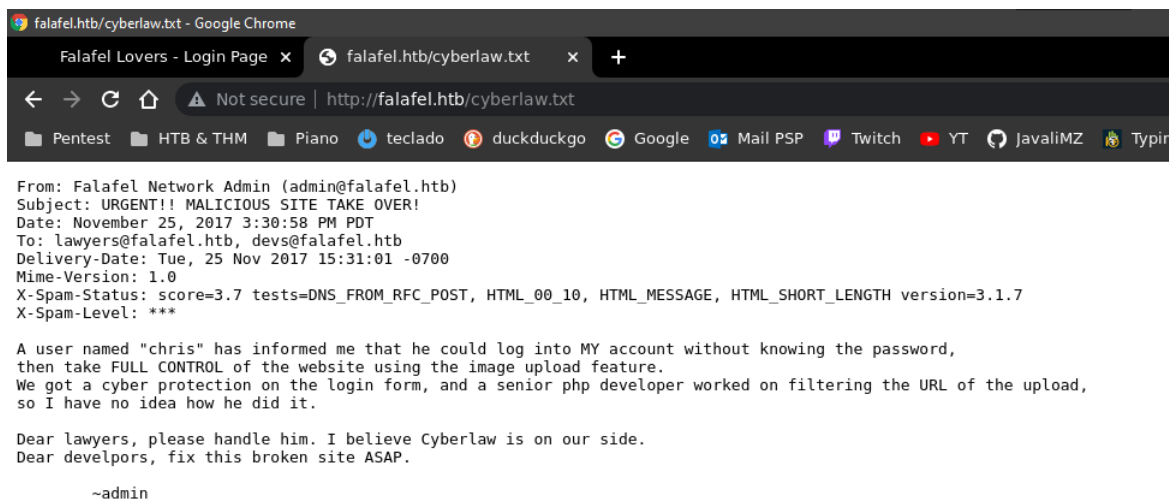 falafel.htb/cyberlaw.txt - Google Chrome
Falafel Lovers - Login Page × falafel.htb/cyberlaw.txt × +
Not secure | http://falafel.htb/cyberlaw.txt
Pentest HTB & THM Piano teclado duckduckgo Google Mail PSP Twitch YT JavaliMZ Typin
From: Falafel Network Admin (admin@falafel.htb)
Subject: URGENT!! MALICIOUS SITE TAKE OVER!
Date: November 25, 2017 3:30:58 PM PDT
To: lawyers@falafel.htb, devs@falafel.htb
Delivery-Date: Tue, 25 Nov 2017 15:31:01 -0700
Mime-Version: 1.0
X-Spam-Status: score=3.7 tests=DNS_FROM_RFC_POST, HTML_00_10, HTML_MESSAGE, HTML_SHORT_LENGTH version=3.1.7
X-Spam-Level: ***
A user named "chris" has informed me that he could log into MY account without knowing the password,
then take FULL CONTROL of the website using the image upload feature.
We got a cyber protection on the login form, and a senior php developer worked on filtering the URL of the upload,
so I have no idea how he did it.
Dear lawyers, please handle him. I believe Cyberlaw is on our side.
Dear develpors, fix this broken site ASAP.
~admin